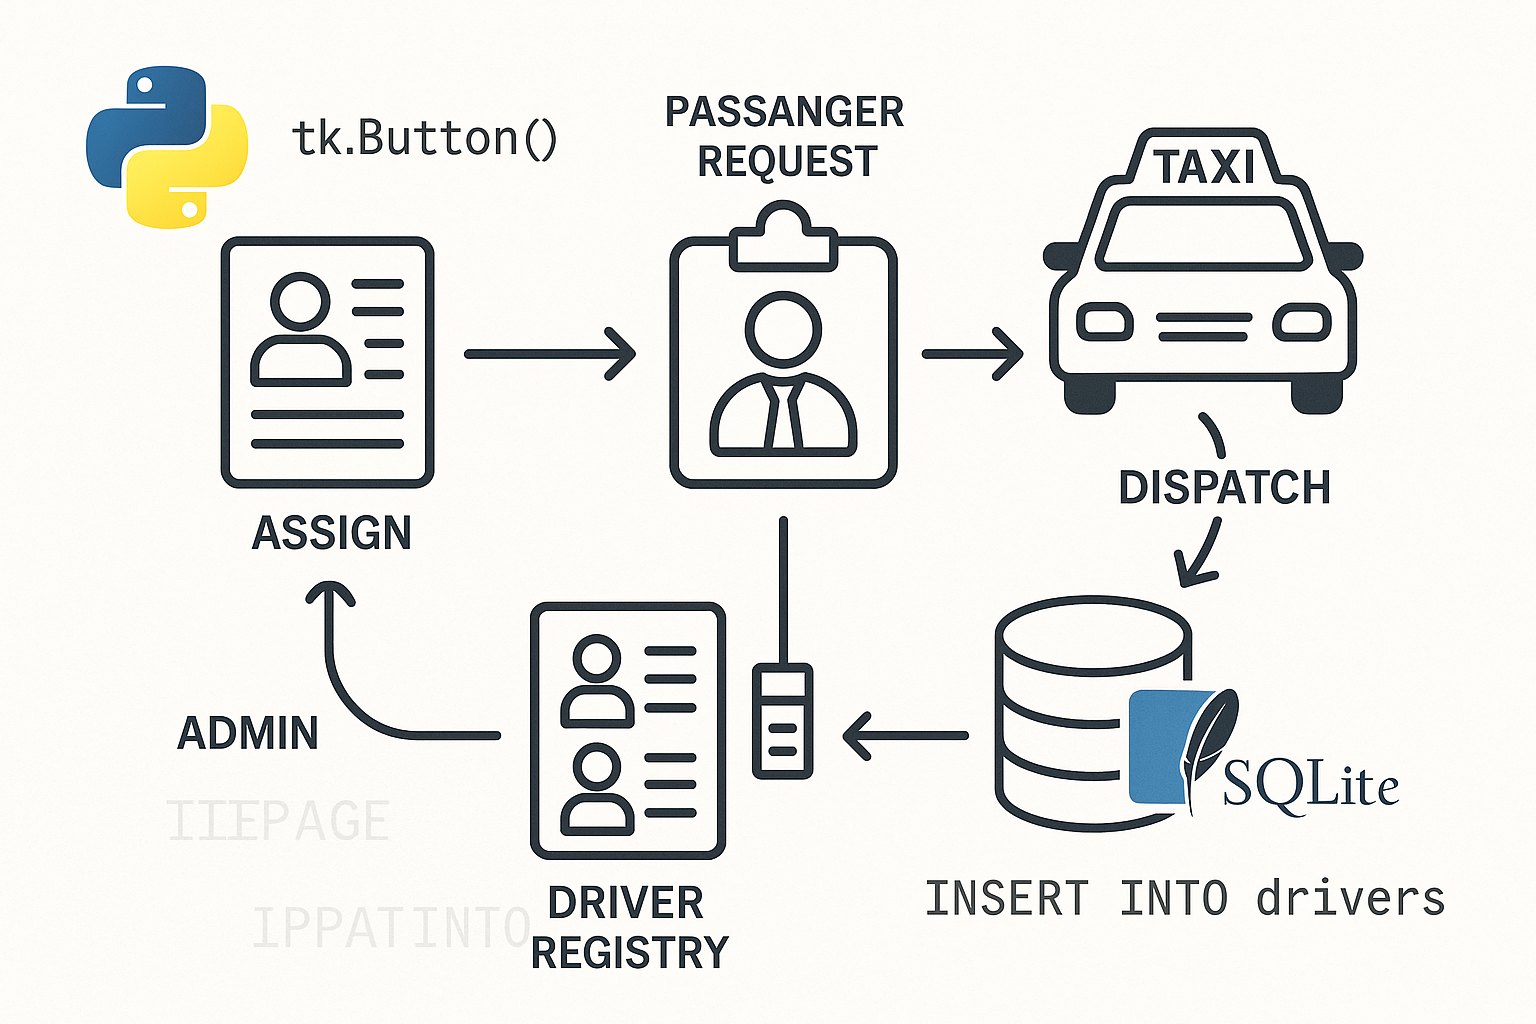 tk.Button()
PASSANGER
REQUEST
TAXI
ASSIGN
DISPATCH
ADMIN
IIEPAGE
IPPATINTO
DRIVER
REGISTRY
SQLite
INSERT INTO drivers